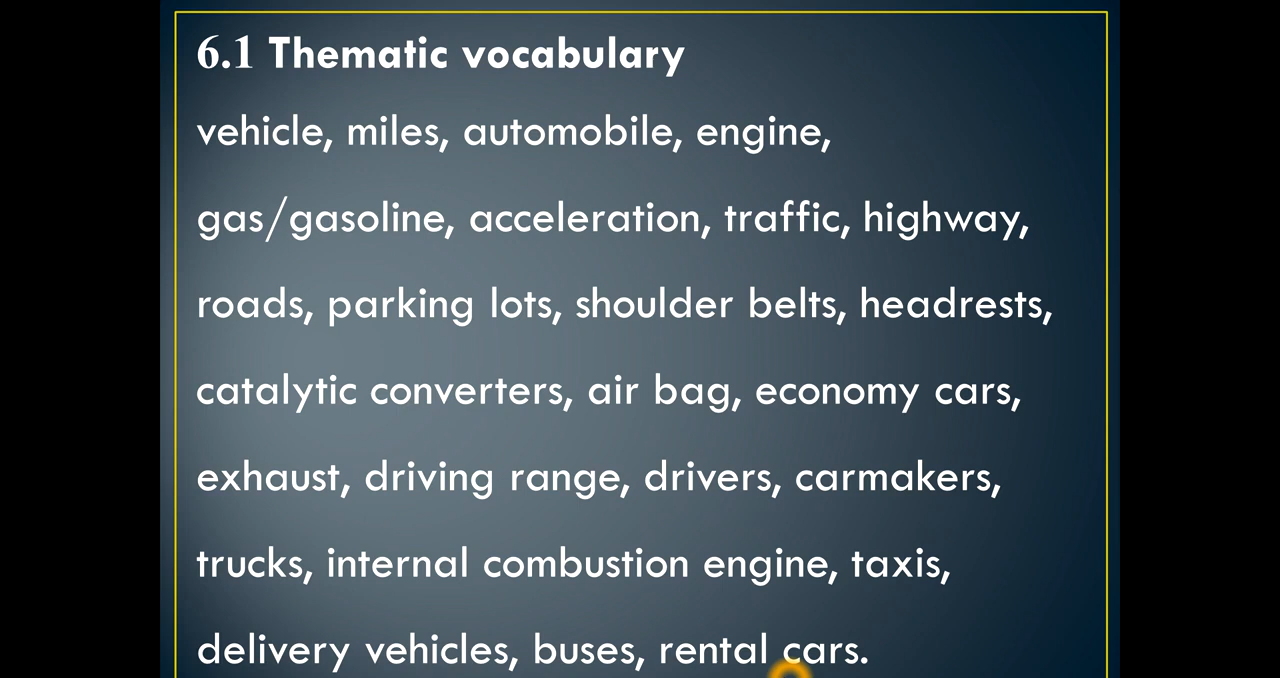 6.1 Thematic vocabulary
vehicle, miles, automobile, engine,
gas/gasoline, acceleration, traffic, highway,
roads, parking lots, shoulder belts, headrests,
catalytic converters, air bag, economy cars,
exhaust, driving range, drivers, carmakers,
trucks, internal combustion engine, taxis,
delivery vehicles, buses, rental cars.